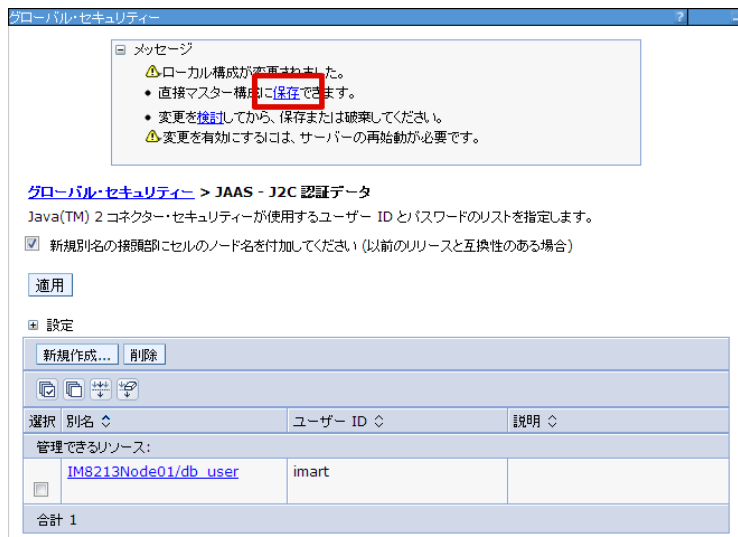 グローバル・セキュリティー ? -
メッセージ
ローカル構成が変更されました。
• 直接マスター構成に保存できます。
• 変更を検討してから、保存または破棄してください。
変更を有効にするには、サーバーの再始動が必要です。
グローバル・セキュリティー > JAAS - J2C 認証データ
Java(TM) 2 コネクター・セキュリティーが使用するユーザー ID とパスワードのリストを指定します。
新規別名の接頭部にセルのノード名を付加してください (以前のリリースと互換性のある場合)
適用
設定
新規作成... 削除
選択 別名 ユーザー ID 説明
管理できるリソース:
IM8213Node01/db_user imart
合計 1